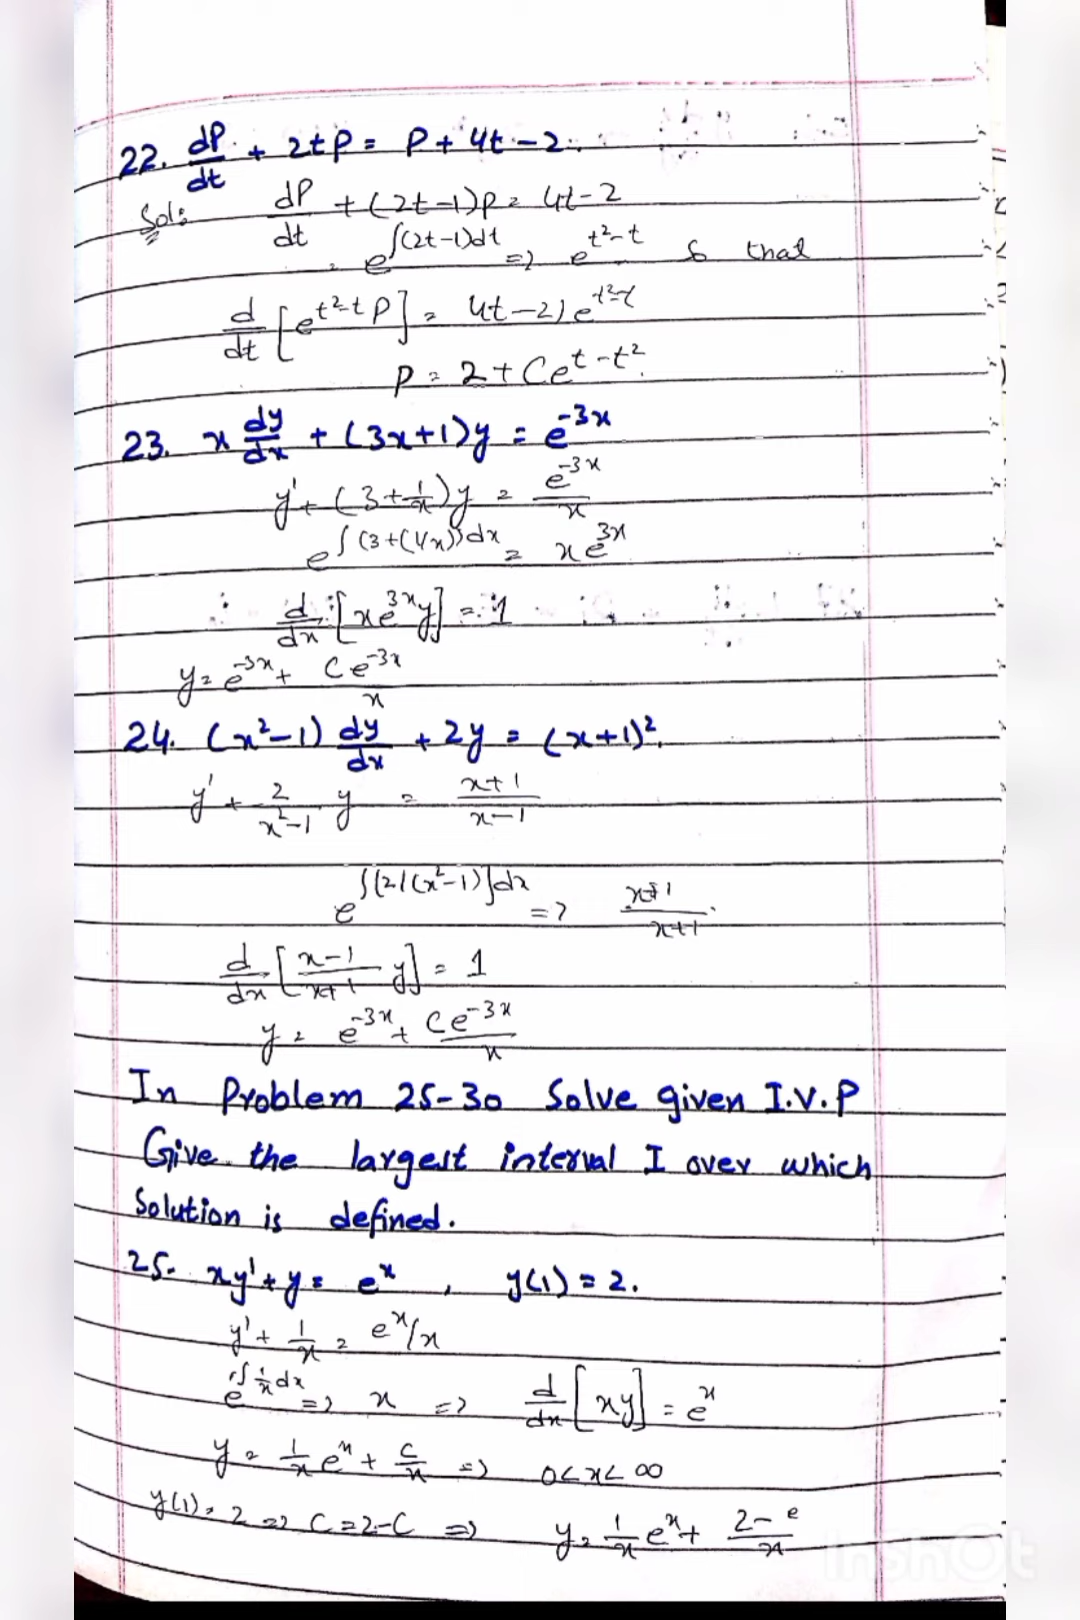 22. dP/dt + 2tP = P + 4t - 2.
Sol: dP/dt + (2t-1)P = 4t-2
e^∫(2t-1)dt => e^t²-t so that
d/dt [e^t²-t P] = 4t-2) e^t²-t
P = 2 + Ce^t-t².
23. x dy/dx + (3x+1)y = e^-3x
y' + (3+1/x)y = e^-3x/x
e^∫(3+(1/x))dx = xe^3x
d/dx [xe^3x y] = 1
y = e^-3x + Ce^-3x/x
24. (x²-1) dy/dx + 2y = (x+1)².
y' + 2/x²-1 y = x+1/x-1
e^∫[2/(x²-1)]dx => /x+1
d/dx [x-1/x+1 y] = 1
y = e^-3x + Ce^-3x/x
In Problem 25-30 Solve given I.V.P
Give the largest interval I over which
Solution is defined.
25. xy' + y = e^x , y(1) = 2.
y' + 1/x = e^x/x
e^∫1/x dx => x => d/dx [xy] = e^x
y = 1/x e^x + C/x => 0<x<∞
y(1) = 2 => C = 2-C => y = 1/x e^x + 2-e/x
InShOt